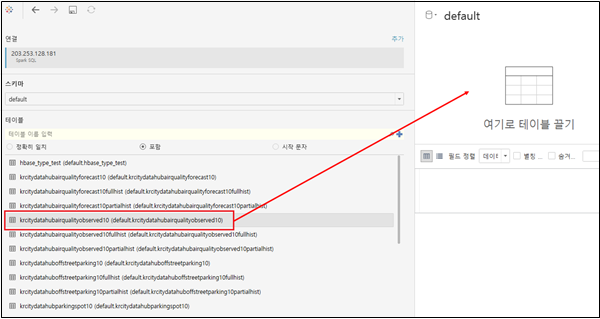 연결
추가
203.253.128.181
Spark SQL
스키마
default
테이블
테이블 이름 입력
정확히 일치
포함
시작 문자
hbase_type_test (default.hbase_type_test)
krcitydatahubairqualityforecast10 (default.krcitydatahubairqualityforecast10)
krcitydatahubairqualityforecast10fullhist (default.krcitydatahubairqualityforecast10fullhist)
krcitydatahubairqualityforecast10partialhist (default.krcitydatahubairqualityforecast10partialhist)
krcitydatahubairqualityobserved10 (default.krcitydatahubairqualityobserved10)
krcitydatahubairqualityobserved10fullhist (default.krcitydatahubairqualityobserved10fullhist)
krcitydatahubairqualityobserved10partialhist (default.krcitydatahubairqualityobserved10partialhist)
krcitydatahuboffstreetparking10 (default.krcitydatahuboffstreetparking10)
krcitydatahuboffstreetparking10fullhist (default.krcitydatahuboffstreetparking10fullhist)
krcitydatahuboffstreetparking10partialhist (default.krcitydatahuboffstreetparking10partialhist)
krcitydatahubparkingspot10 (default.krcitydatahubparkingspot10)
default
여기로 테이블 끌기
필드 정렬
데이터
별칭 ...
숨겨...